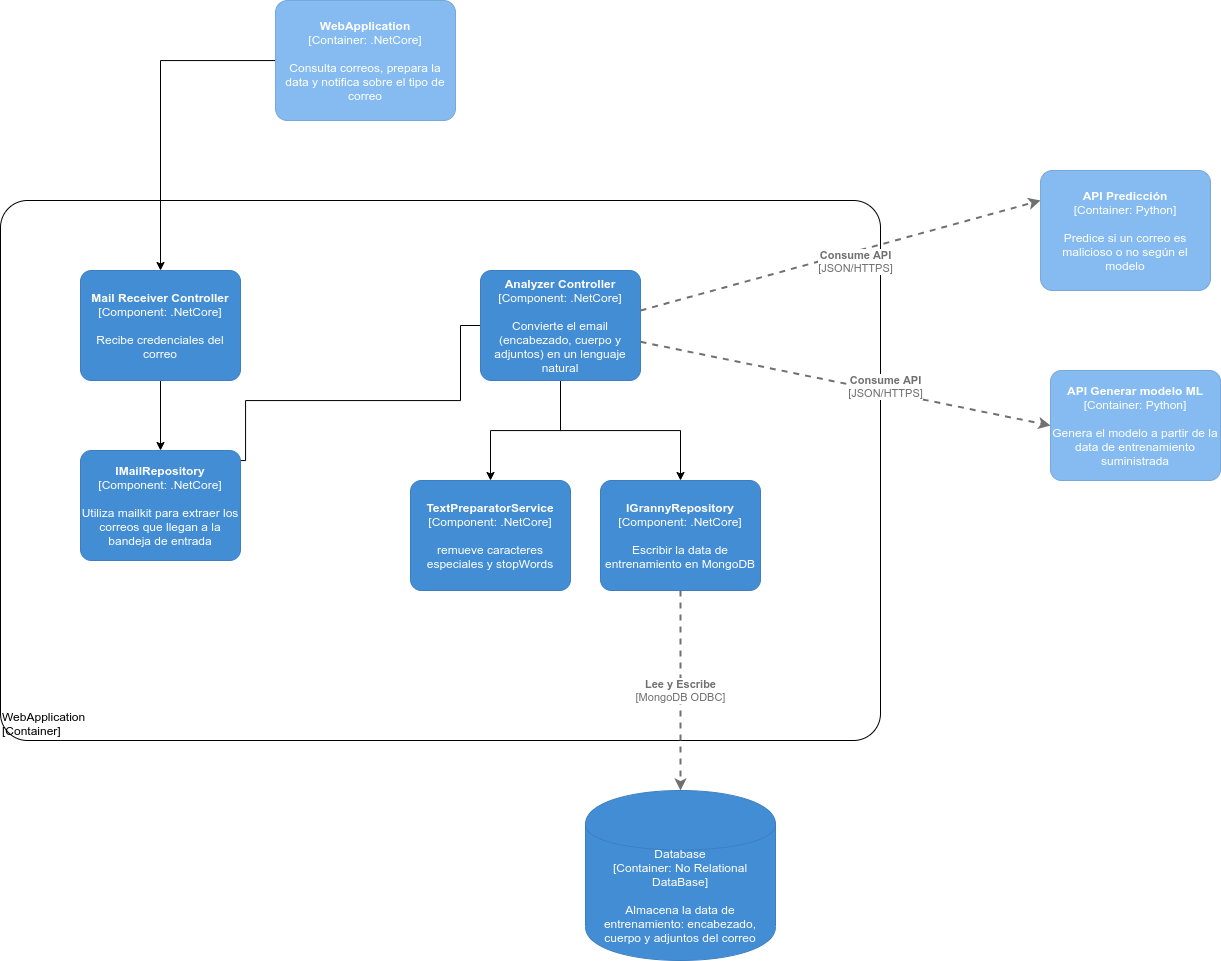 WebApplication
[Container: .NetCore]
Consulta correos, prepara la
data y notifica sobre el tipo de
correo
API Predicción
[Container: Python]
Predice si un correo es
malicioso o no según el
modelo
Consume API
[JSON/HTTPS]
Mail Receiver Controller
[Component: .NetCore]
Recibe credenciales del
correo
Analyzer Controller
[Component: .NetCore]
Convierte el email
(encabezado, cuerpo y
adjuntos) en un lenguaje
natural
Consume API
[JSON/HTTPS]
API Generar modelo ML
[Container: Python]
Genera el modelo a partir de la
data de entrenamiento
suministrada
IMailRepository
[Component: .NetCore]
Utiliza mailkit para extraer los
correos que llegan a la
bandeja de entrada
TextPreparatorService
[Component: .NetCore]
remueve caracteres
especiales y stopWords
IGrannyRepository
[Component: .NetCore]
Escribir la data de
entrenamiento en MongoDB
Lee y Escribe
[MongoDB ODBC]
WebApplication
[Container]
Database
[Container: No Relational
DataBase]
Almacena la data de
entrenamiento: encabezado,
cuerpo y adjuntos del correo